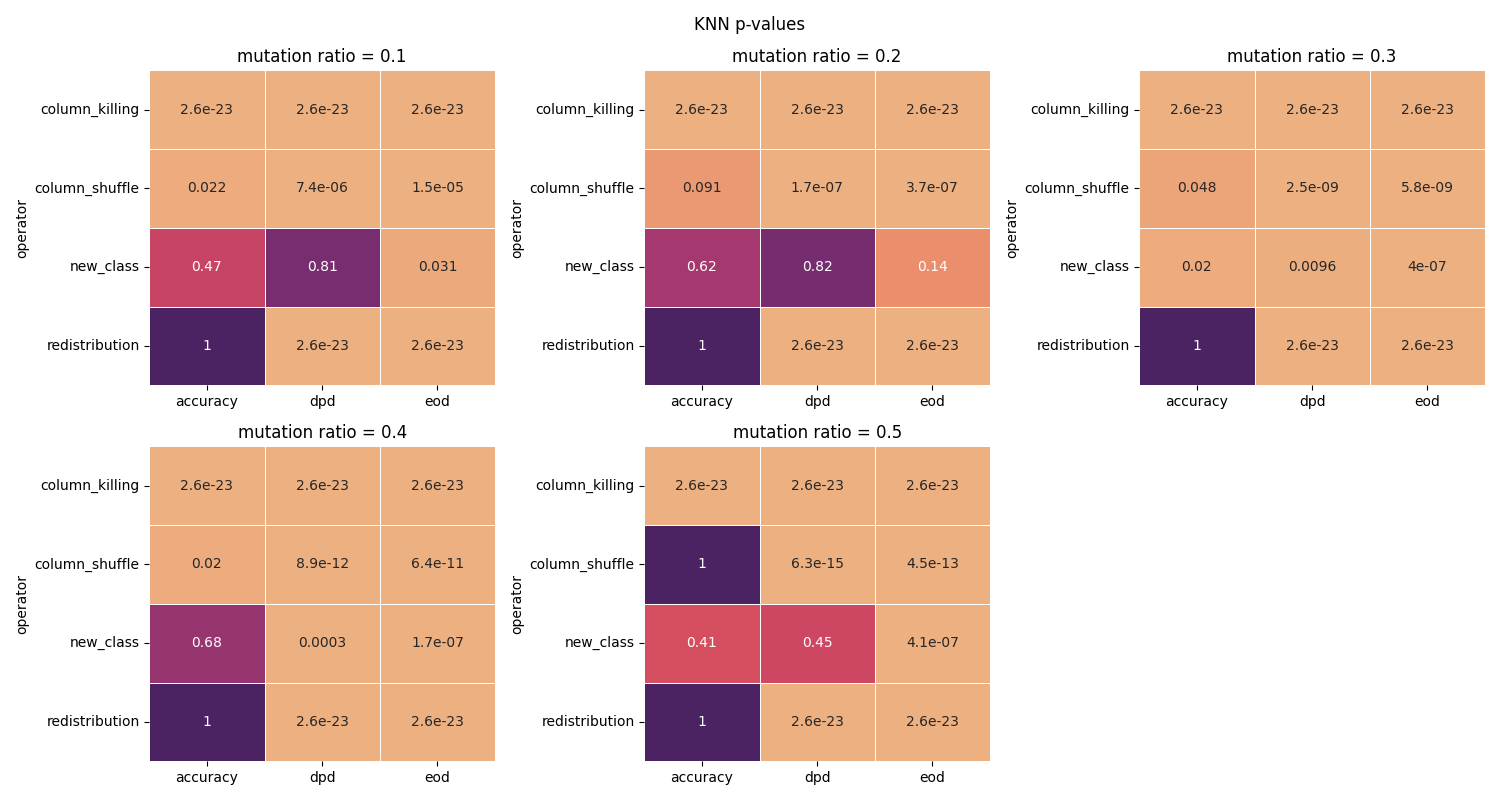 KNN p-values
mutation ratio = 0.1
operator
column_killing 2.6e-23 2.6e-23 2.6e-23
column_shuffle 0.022 7.4e-06 1.5e-05
new_class 0.47 0.81 0.031
redistribution 1 2.6e-23 2.6e-23
accuracy dpd eod
mutation ratio = 0.2
operator
column_killing 2.6e-23 2.6e-23 2.6e-23
column_shuffle 0.091 1.7e-07 3.7e-07
new_class 0.62 0.82 0.14
redistribution 1 2.6e-23 2.6e-23
accuracy dpd eod
mutation ratio = 0.3
operator
column_killing 2.6e-23 2.6e-23 2.6e-23
column_shuffle 0.048 2.5e-09 5.8e-09
new_class 0.02 0.0096 4e-07
redistribution 1 2.6e-23 2.6e-23
accuracy dpd eod
mutation ratio = 0.4
operator
column_killing 2.6e-23 2.6e-23 2.6e-23
column_shuffle 0.02 8.9e-12 6.4e-11
new_class 0.68 0.0003 1.7e-07
redistribution 1 2.6e-23 2.6e-23
accuracy dpd eod
mutation ratio = 0.5
operator
column_killing 2.6e-23 2.6e-23 2.6e-23
column_shuffle 1 6.3e-15 4.5e-13
new_class 0.41 0.45 4.1e-07
redistribution 1 2.6e-23 2.6e-23
accuracy dpd eod